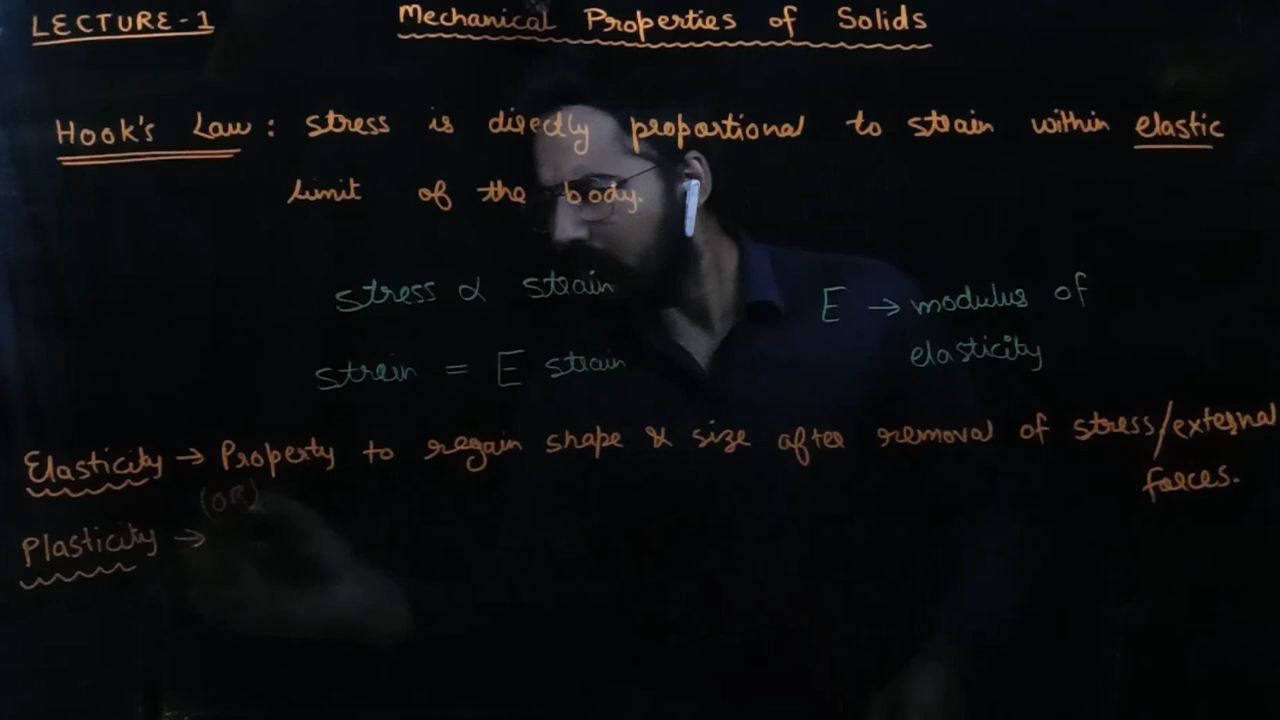 LECTURE-1
Mechanical Properties of Solids
Hook's Law: stress is directly proportional to strain within elastic
limit of the body.
stress ∝ strain
strain = E strain
E → modulus of
elasticity
Elasticity → Property to regain shape & size after removal of stress/external
forces.
(OR)
Plasticity →